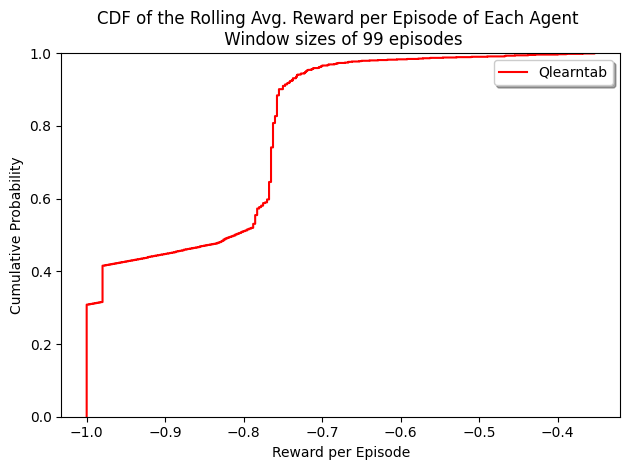 CDF of the Rolling Avg. Reward per Episode of Each Agent
Window sizes of 99 episodes
Qlearntab
1.0
0.8
0.6
0.4
0.2
0.0
Cumulative Probability
−1.0 −0.9 −0.8 −0.7 −0.6 −0.5 −0.4
Reward per Episode